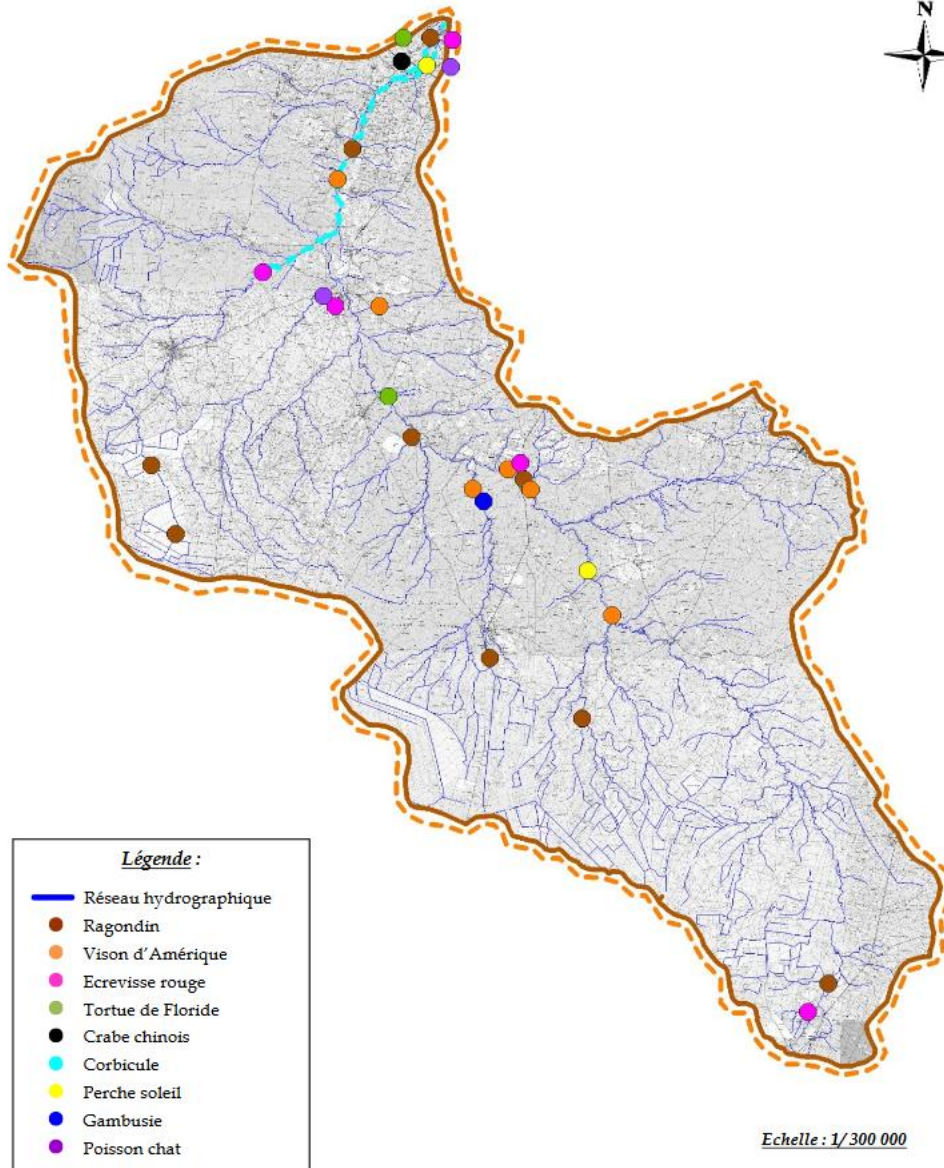 N
Légende :
Réseau hydrographique
Ragondin
Vison d'Amérique
Ecrevisse rouge
Tortue de Floride
Crabe chinois
Corbicule
Perche soleil
Gambusie
Poisson chat
Echelle : 1/ 300 000